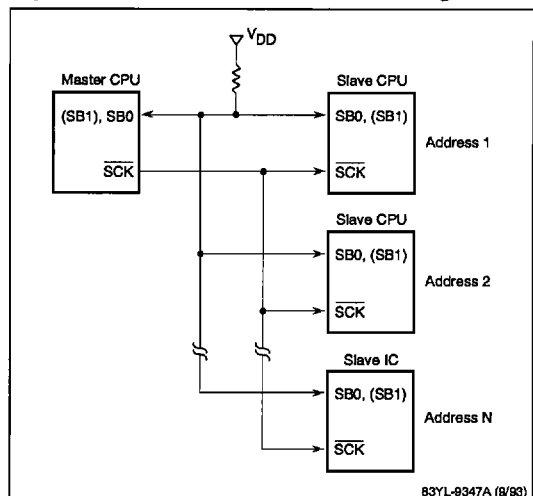 VDD
Master CPU
(SB1), SB0
SCK
Slave CPU
SB0, (SB1)
SCK
Address 1
Slave CPU
SB0, (SB1)
SCK
Address 2
Slave IC
SB0, (SB1)
SCK
Address N
83YL-9347A (9/93)